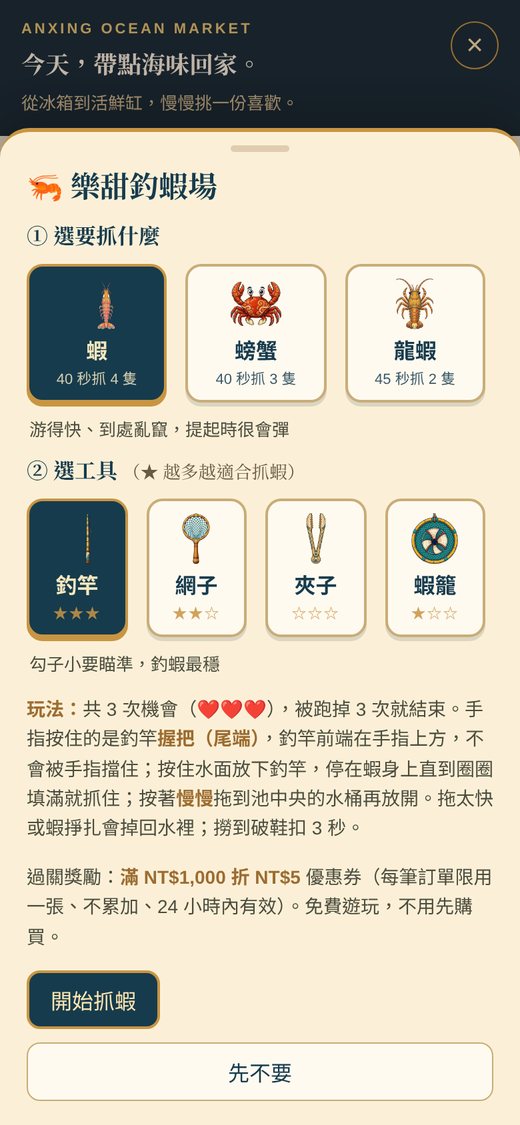 ANXING OCEAN MARKET
今天，帶點海味回家。
從冰箱到活鮮缸，慢慢挑一份喜歡。
✕
🦐 樂甜釣蝦場
① 選要抓什麼
蝦 螃蟹 龍蝦
40 秒抓 4 隻 40 秒抓 3 隻 45 秒抓 2 隻
游得快、到處亂竄，提起時很會彈
② 選工具（★ 越多越適合抓蝦）
釣竿 網子 夾子 蝦籠
★★★ ★★☆ ☆☆☆ ★☆☆
勾子小要瞄準，釣蝦最穩
玩法：共 3 次機會（❤️❤️❤️），被跑掉 3 次就結束。手
指按住的是釣竿握把（尾端），釣竿前端在手指上方，不
會被手指擋住；按住水面放下釣竿，停在蝦身上直到圈圈
填滿就抓住；按著慢慢拖到池中央的水桶再放開。拖太快
或蝦掙扎會掉回水裡；撈到破鞋扣 3 秒。
過關獎勵：滿 NT$1,000 折 NT$5 優惠券（每筆訂單限用
一張、不累加、24 小時內有效）。免費遊玩，不用先購
買。
開始抓蝦
先不要